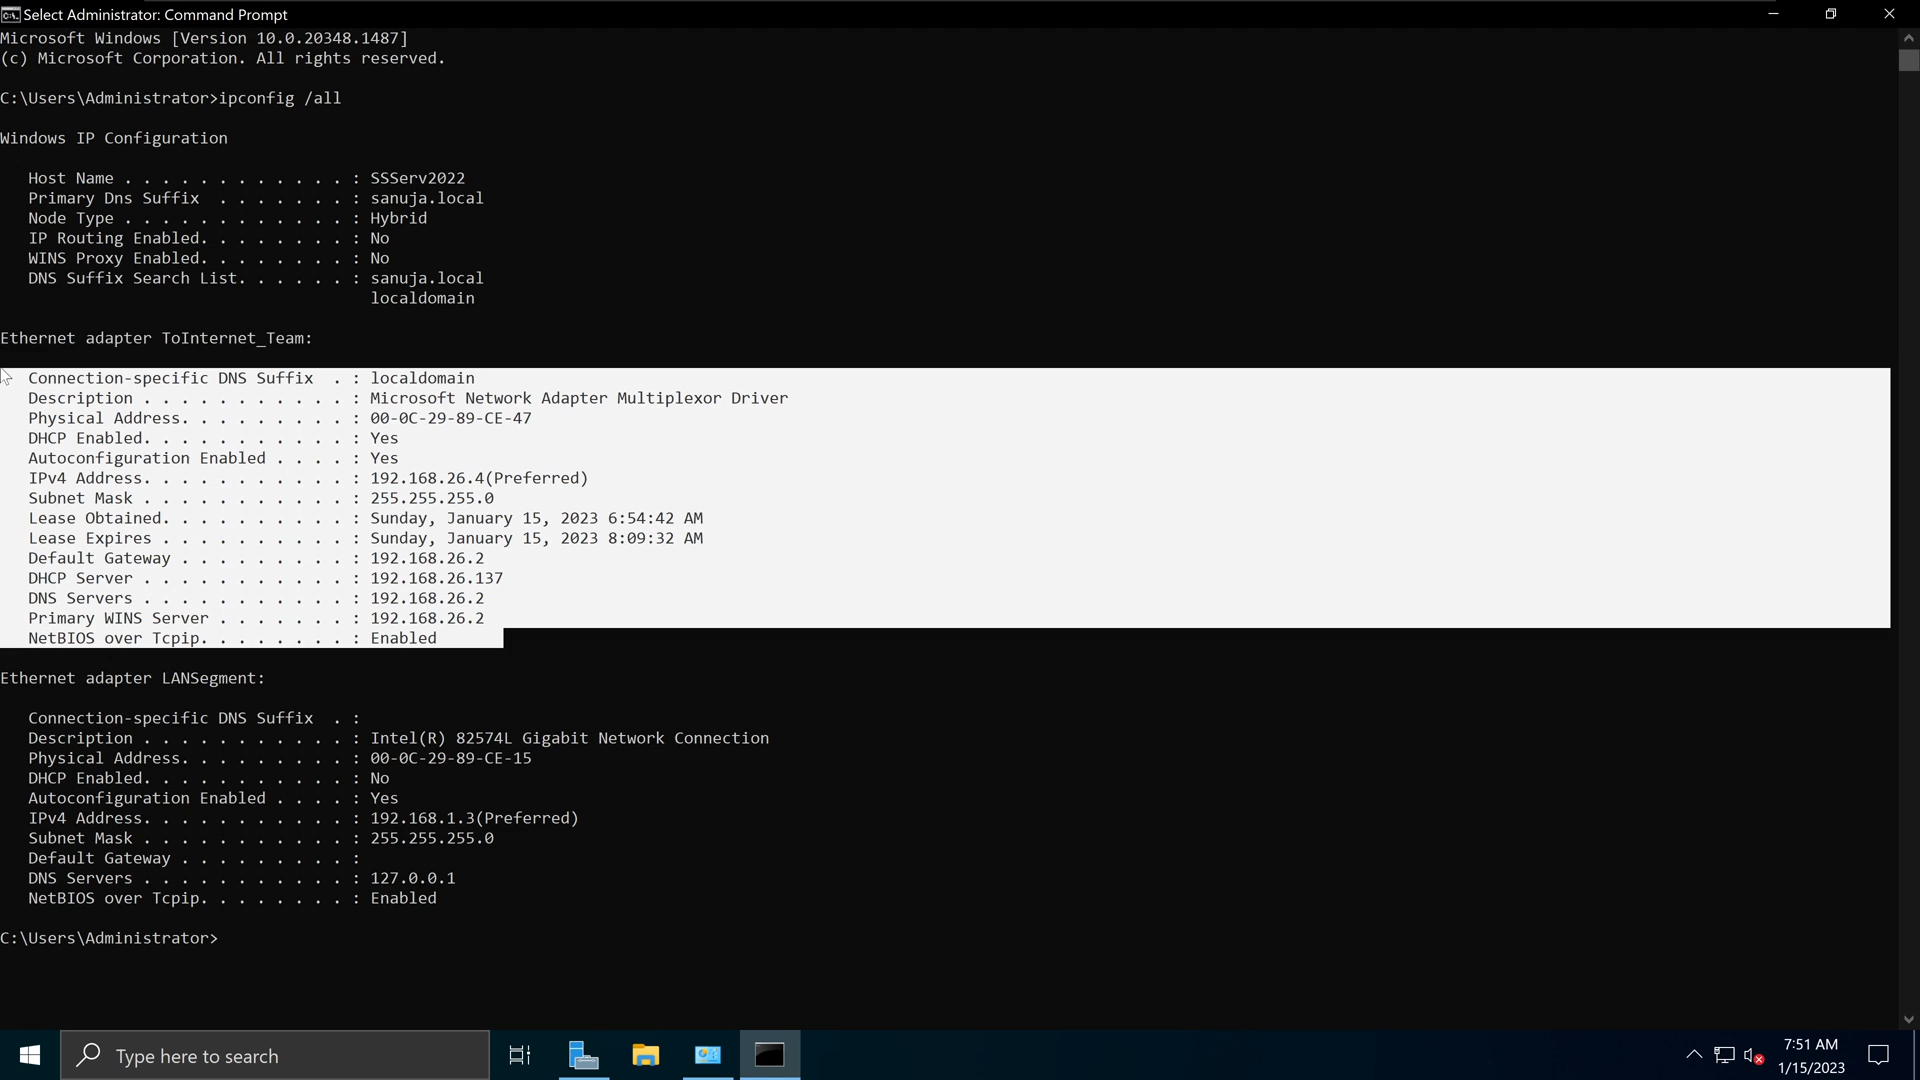 Select Administrator: Command Prompt
Microsoft Windows [Version 10.0.20348.1487]
(c) Microsoft Corporation. All rights reserved.
C:\Users\Administrator>ipconfig /all
Windows IP Configuration
Host Name . . . . . . . . . . . . : SSServ2022
Primary Dns Suffix  . . . . . . . : sanuja.local
Node Type . . . . . . . . . . . . : Hybrid
IP Routing Enabled. . . . . . . . : No
WINS Proxy Enabled. . . . . . . . : No
DNS Suffix Search List. . . . . . : sanuja.local
localdomain
Ethernet adapter ToInternet_Team:
Connection-specific DNS Suffix  . : localdomain
Description . . . . . . . . . . . : Microsoft Network Adapter Multiplexor Driver
Physical Address. . . . . . . . . : 00-0C-29-89-CE-47
DHCP Enabled. . . . . . . . . . . : Yes
Autoconfiguration Enabled . . . . : Yes
IPv4 Address. . . . . . . . . . . : 192.168.26.4(Preferred)
Subnet Mask . . . . . . . . . . . : 255.255.255.0
Lease Obtained. . . . . . . . . . : Sunday, January 15, 2023 6:54:42 AM
Lease Expires . . . . . . . . . . : Sunday, January 15, 2023 8:09:32 AM
Default Gateway . . . . . . . . . : 192.168.26.2
DHCP Server . . . . . . . . . . . : 192.168.26.137
DNS Servers . . . . . . . . . . . : 192.168.26.2
Primary WINS Server . . . . . . . : 192.168.26.2
NetBIOS over Tcpip. . . . . . . . : Enabled
Ethernet adapter LANSegment:
Connection-specific DNS Suffix  . :
Description . . . . . . . . . . . : Intel(R) 82574L Gigabit Network Connection
Physical Address. . . . . . . . . : 00-0C-29-89-CE-15
DHCP Enabled. . . . . . . . . . . : No
Autoconfiguration Enabled . . . . : Yes
IPv4 Address. . . . . . . . . . . : 192.168.1.3(Preferred)
Subnet Mask . . . . . . . . . . . : 255.255.255.0
Default Gateway . . . . . . . . . :
DNS Servers . . . . . . . . . . . : 127.0.0.1
NetBIOS over Tcpip. . . . . . . . : Enabled
C:\Users\Administrator>
Type here to search
7:51 AM
1/15/2023